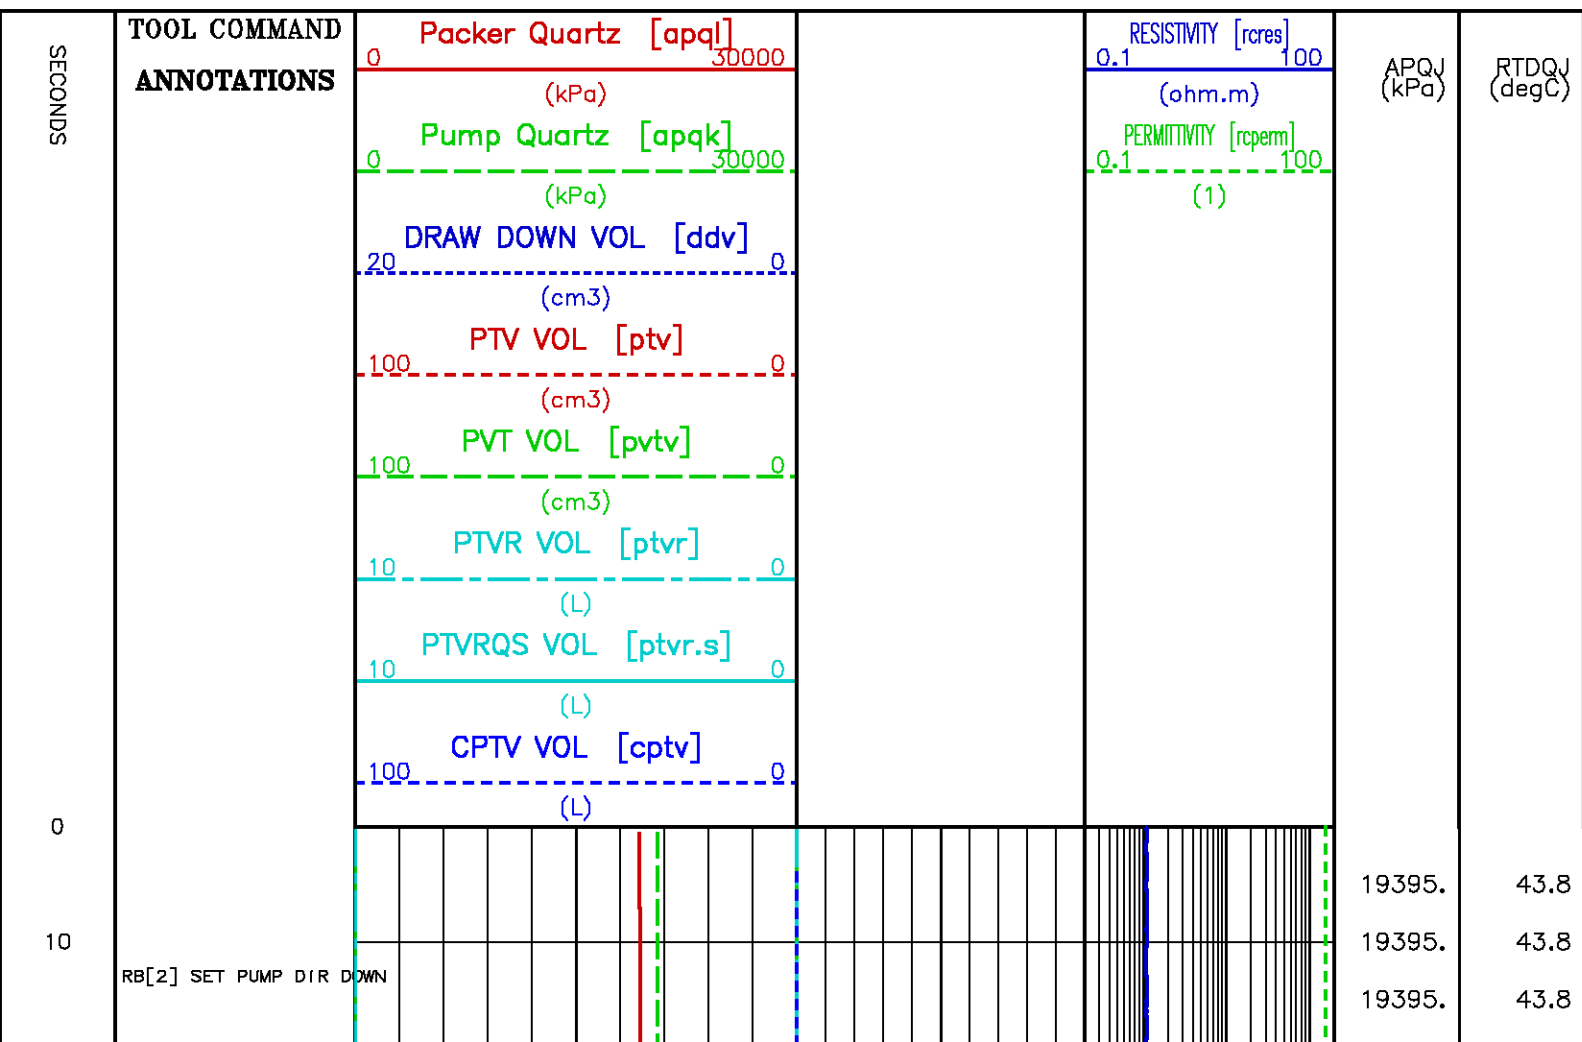 SECONDS
TOOL COMMAND
ANNOTATIONS
Packer Quartz [apql]
0 30000
(kPa)
Pump Quartz [apqk]
0 30000
(kPa)
DRAW DOWN VOL [ddv]
20 0
(cm3)
PTV VOL [ptv]
100 0
(cm3)
PVT VOL [pvtv]
100 0
(cm3)
PTVR VOL [ptvr]
10 0
(L)
PTVRQS VOL [ptvr.s]
10 0
(L)
CPTV VOL [cptv]
100 0
(L)
RESISTIVITY [rcres]
0.1 100
(ohm.m)
PERMITTIVITY [rcperm]
0.1 100
(1)
APQJ
(kPa)
RTDQJ
(degC)
0
19395. 43.8
10 19395. 43.8
RB[2] SET PUMP DIR DOWN
19395. 43.8